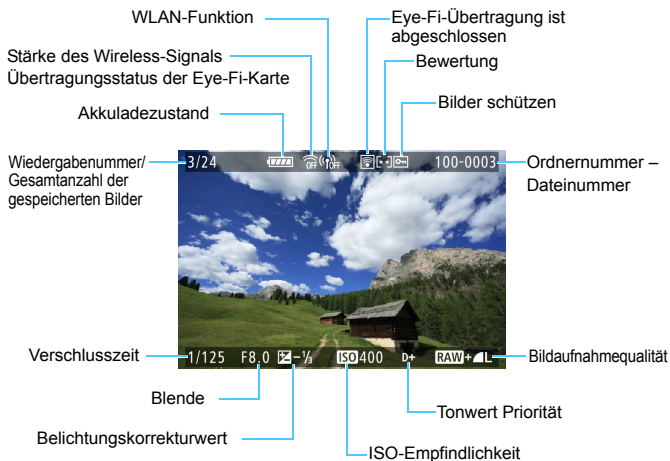 WLAN-Funktion
Eye-Fi-Übertragung ist
abgeschlossen
Stärke des Wireless-Signals
Übertragungsstatus der Eye-Fi-Karte
Bewertung
Akkuladezustand
Bilder schützen
Wiedergabenummer/
Gesamtanzahl der
gespeicherten Bilder
3/24 OFF OFF 100-0003
Ordnernummer –
Dateinummer
Verschlusszeit
1/125 F8.0 -1/3 ISO 400 D+ RAW+L
Bildaufnahmequalität
Blende
Tonwert Priorität
Belichtungskorrekturwert
ISO-Empfindlichkeit